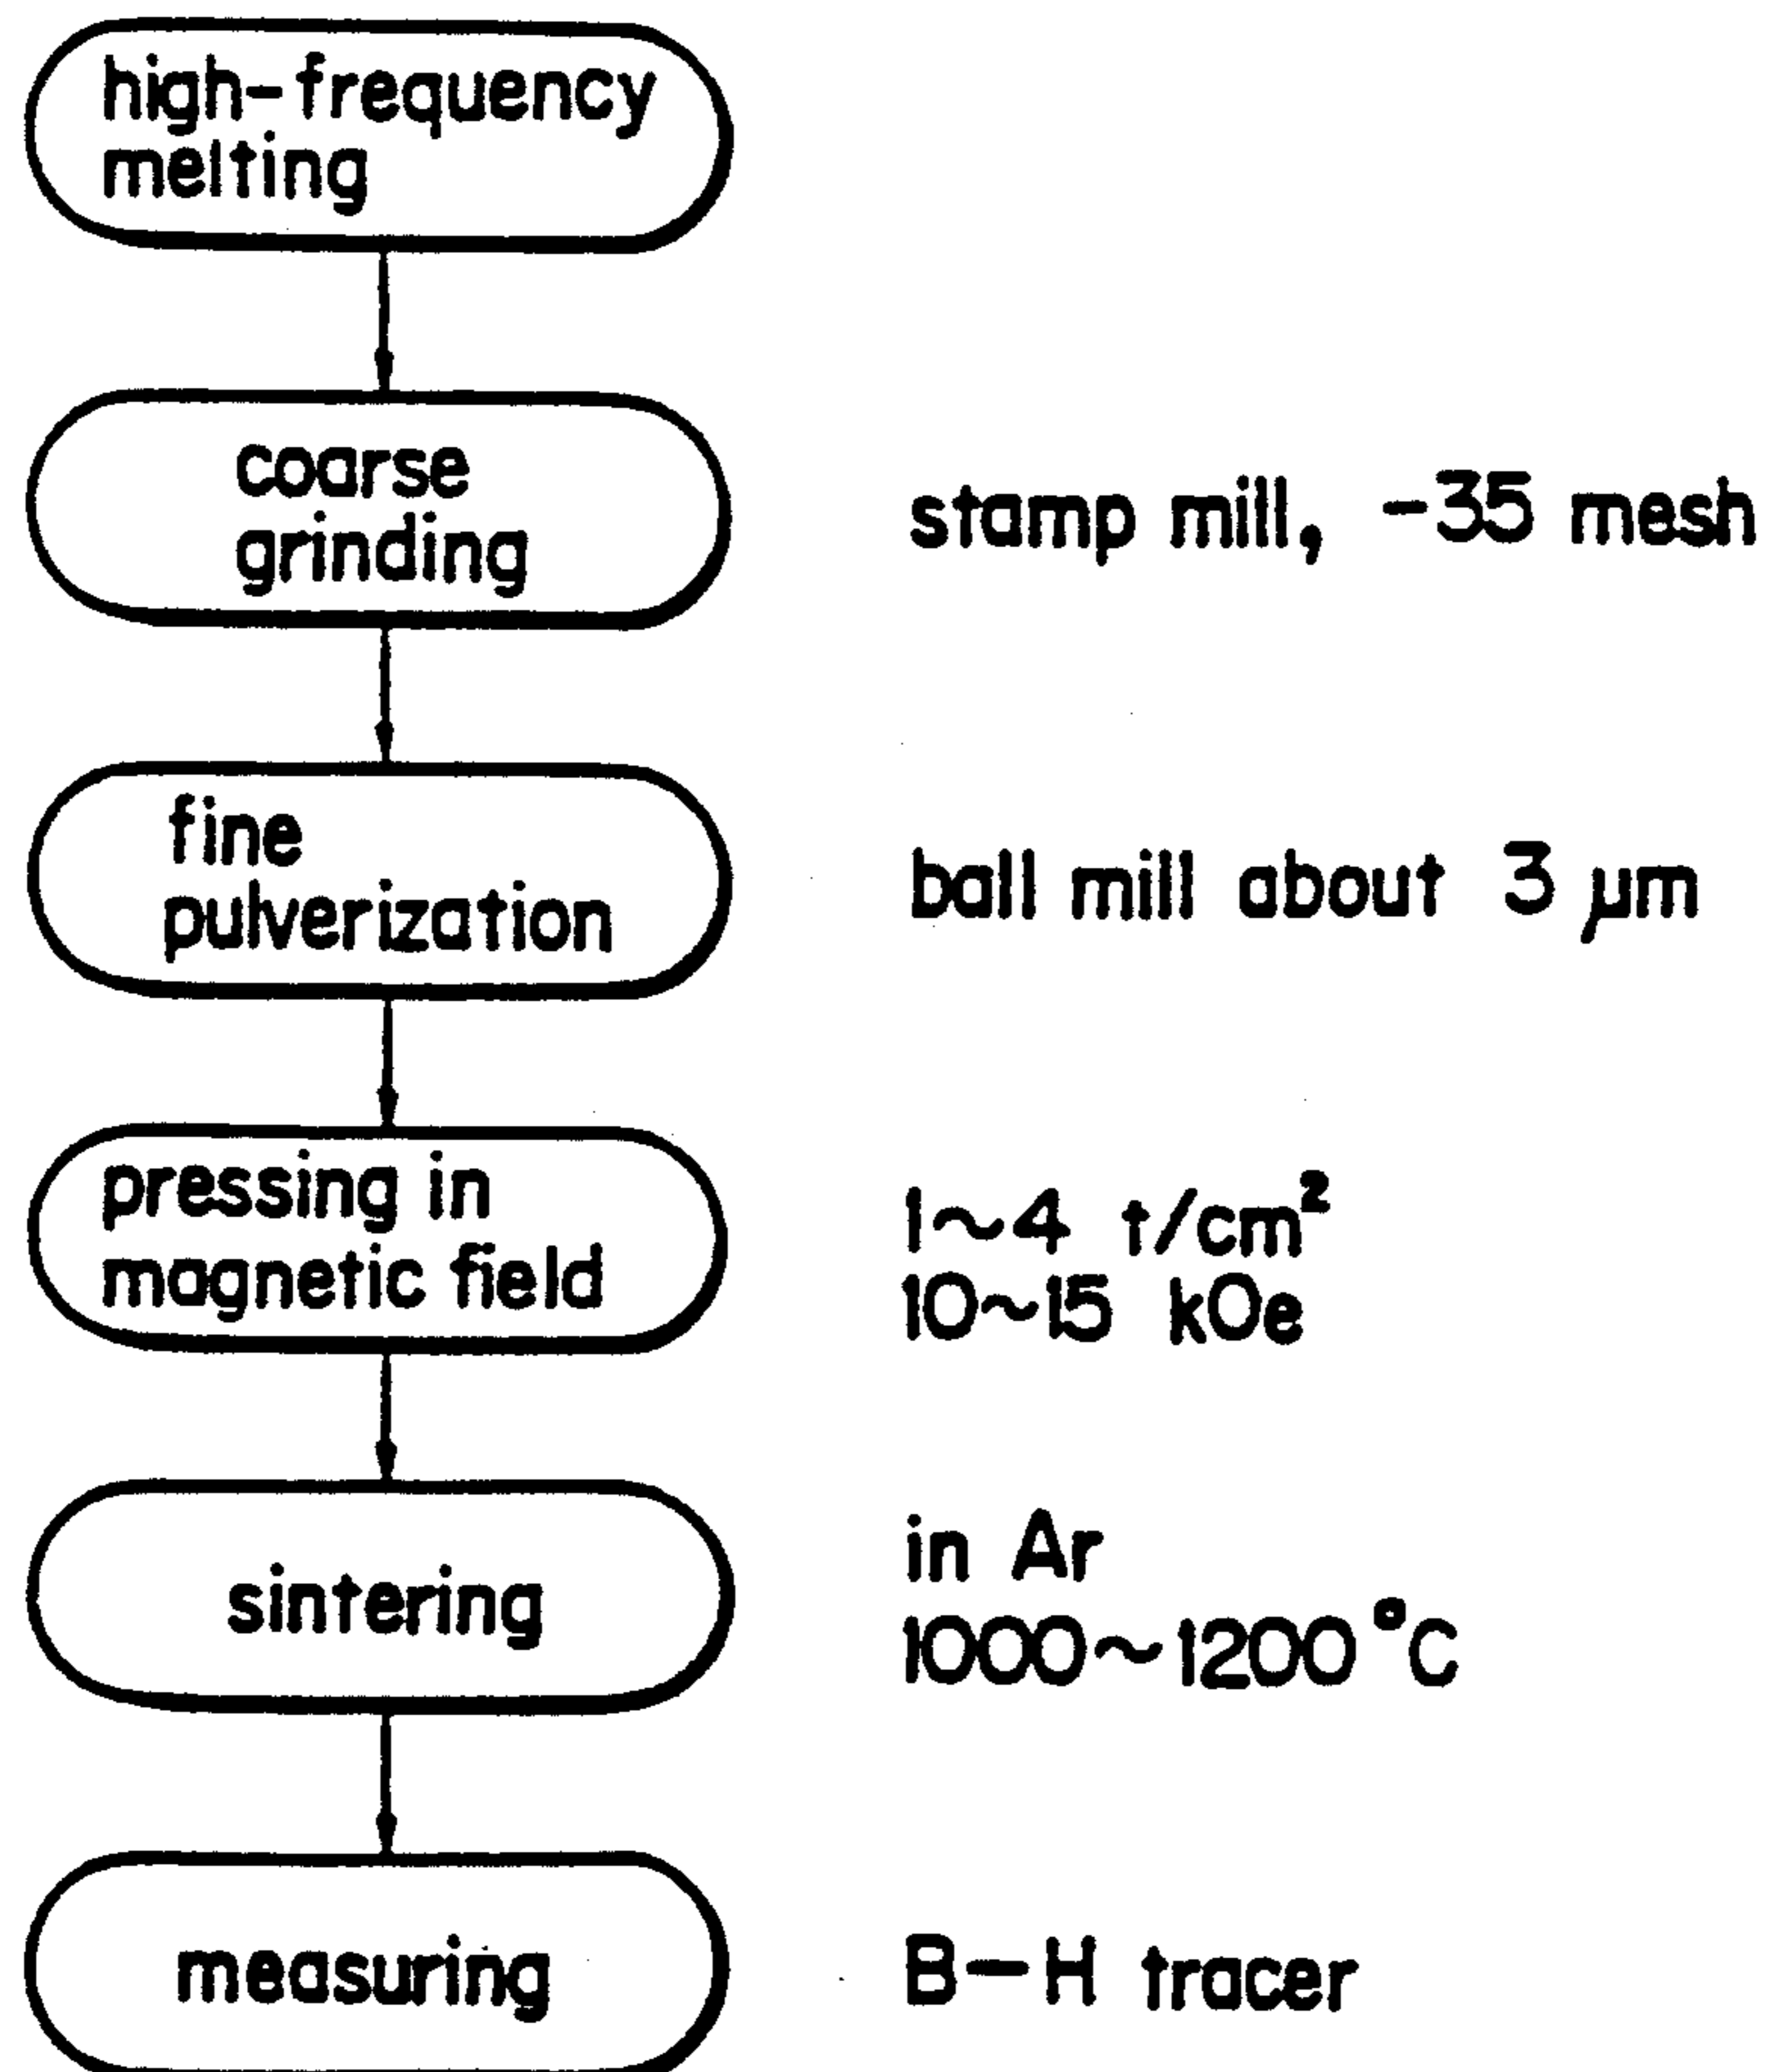 high-frequency
melting
coarse
grinding
stamp mill, -35 mesh
fine
pulverization
ball mill about 3 µm
pressing in
magnetic field
1~4 t/cm²
10~15 kOe
sintering
in Ar
1000~1200°C
measuring
B-H tracer